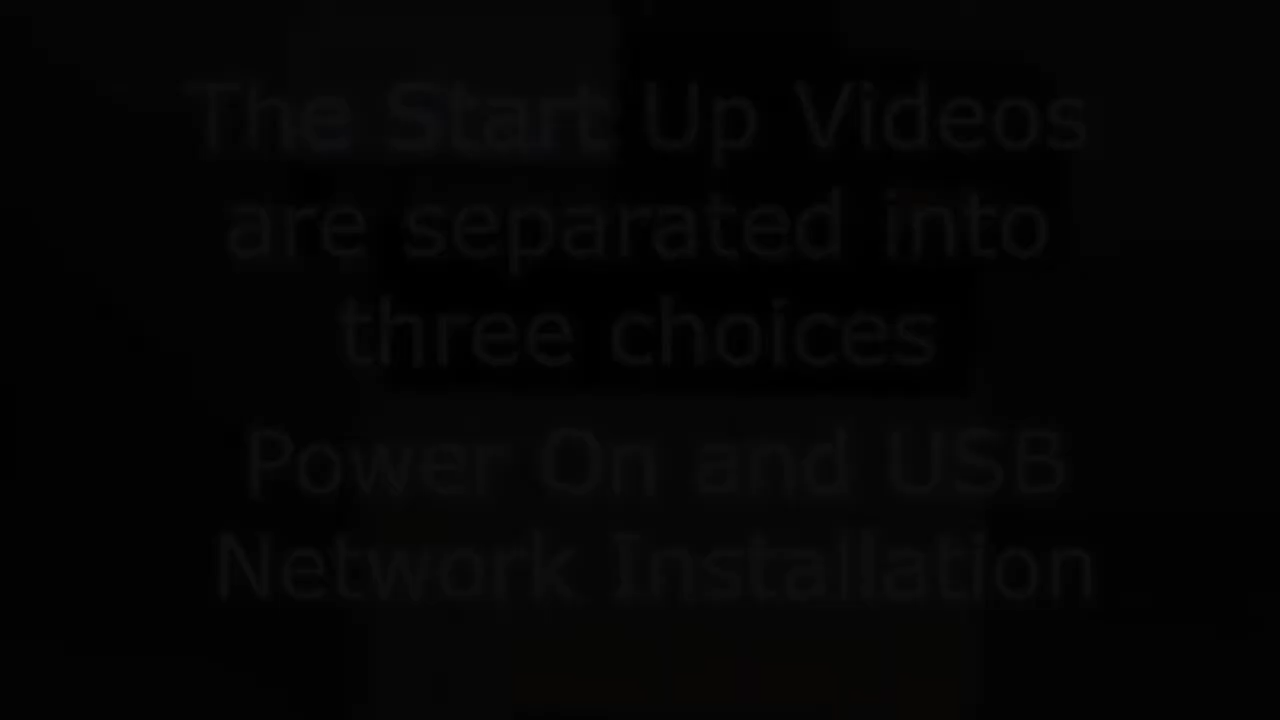 The Start Up Videos
are separated into
three choices
Power On and USB
Network Installation